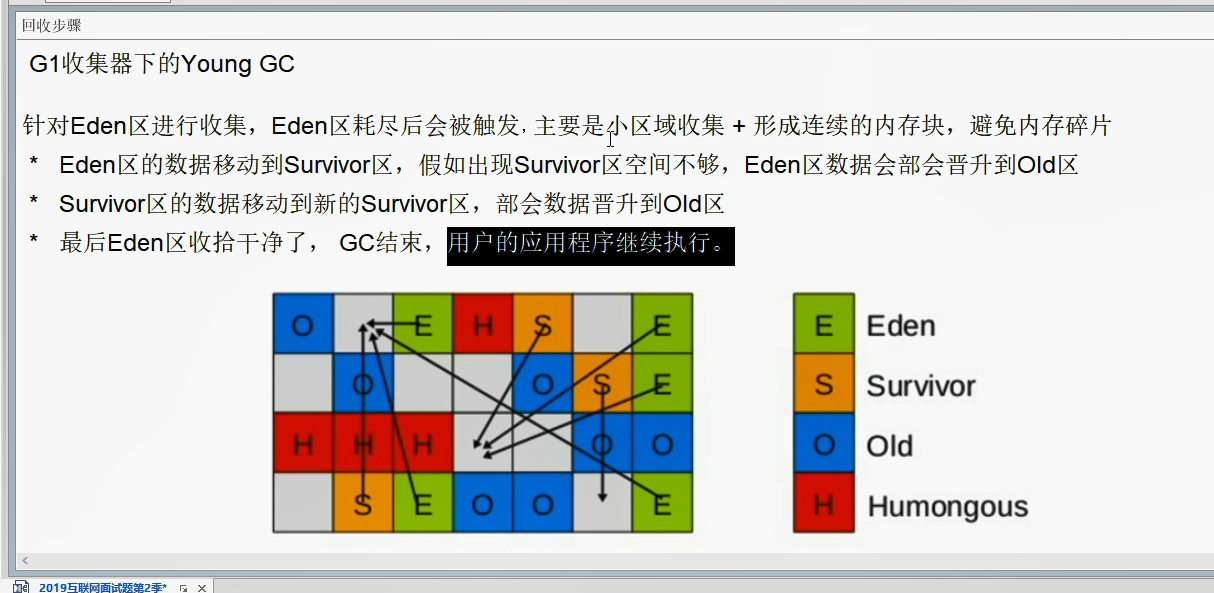 回收步骤
G1收集器下的Young GC
针对Eden区进行收集，Eden区耗尽后会被触发，主要是小区域收集 + 形成连续的内存块，避免内存碎片
* Eden区的数据移动到Survivor区，假如出现Survivor区空间不够，Eden区数据会部会晋升到Old区
* Survivor区的数据移动到新的Survivor区，部会数据晋升到Old区
* 最后Eden区收拾干净了， GC结束，用户的应用程序继续执行。
O E H S E E Eden
O O S E S Survivor
H H H O O O Old
S E O O E H Humongous
2019互联网面试题第2季*